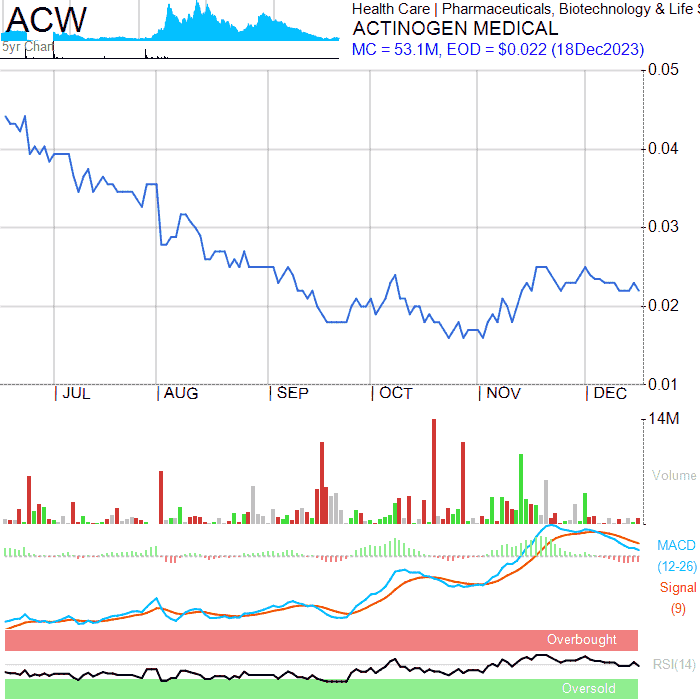 ACW
5yr Chart
Health Care | Pharmaceuticals, Biotechnology & Life S
ACTINOGEN MEDICAL
MC = 53.1M, EOD = $0.022 (18Dec2023)
0.05
0.04
0.03
0.02
0.01
JUL AUG SEP OCT NOV DEC
14M
Volume
MACD
(12-26)
Signal
(9)
Overbought
RSI(14)
Oversold